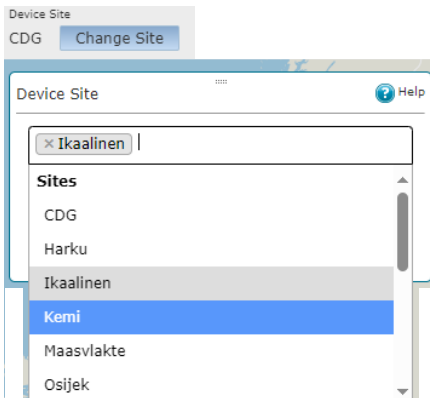 Device Site
CDG Change Site
Device Site
Help
× Ikaalinen
Sites
CDG
Harku
Ikaalinen
Kemi
Maasvlakte
Osijek